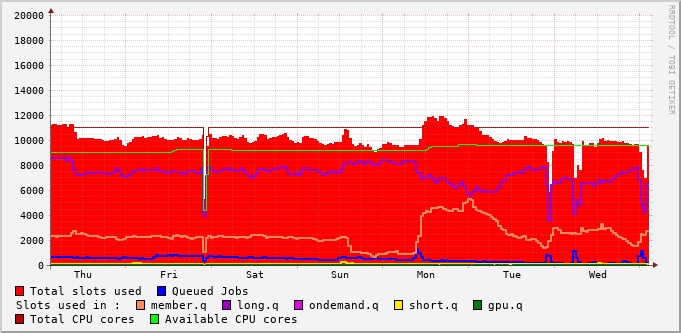 20000
18000
16000
14000
12000
10000
8000
6000
4000
2000
0
Thu Fri Sat Sun Mon Tue Wed
RRDTOOL / TOBI OETIKER
Total slots used Queued Jobs
Slots used in : member.q long.q ondemand.q short.q gpu.q
Total CPU cores Available CPU cores